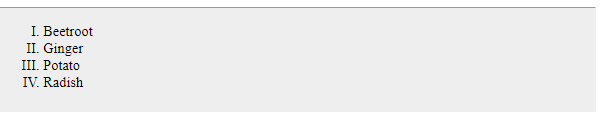 I. Beetroot
II. Ginger
III. Potato
IV. Radish